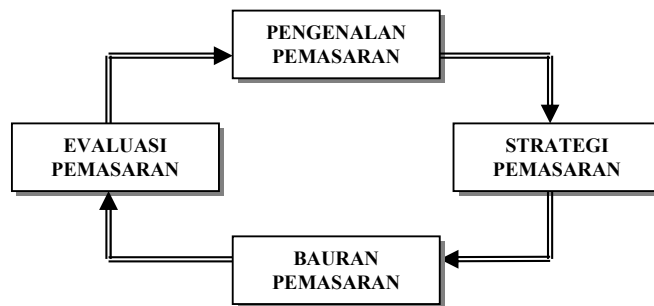 PENGENALAN
PEMASARAN
EVALUASI
PEMASARAN
STRATEGI
PEMASARAN
BAURAN
PEMASARAN